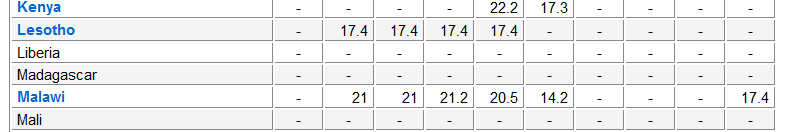 Kenya - - - - 22.2 17.3 - - - -
Lesotho - 17.4 17.4 17.4 17.4 - - - - -
Liberia - - - - - - - - - -
Madagascar - - - - - - - - - -
Malawi - 21 21 21.2 20.5 14.2 - - - 17.4
Mali - - - - - - - - - -